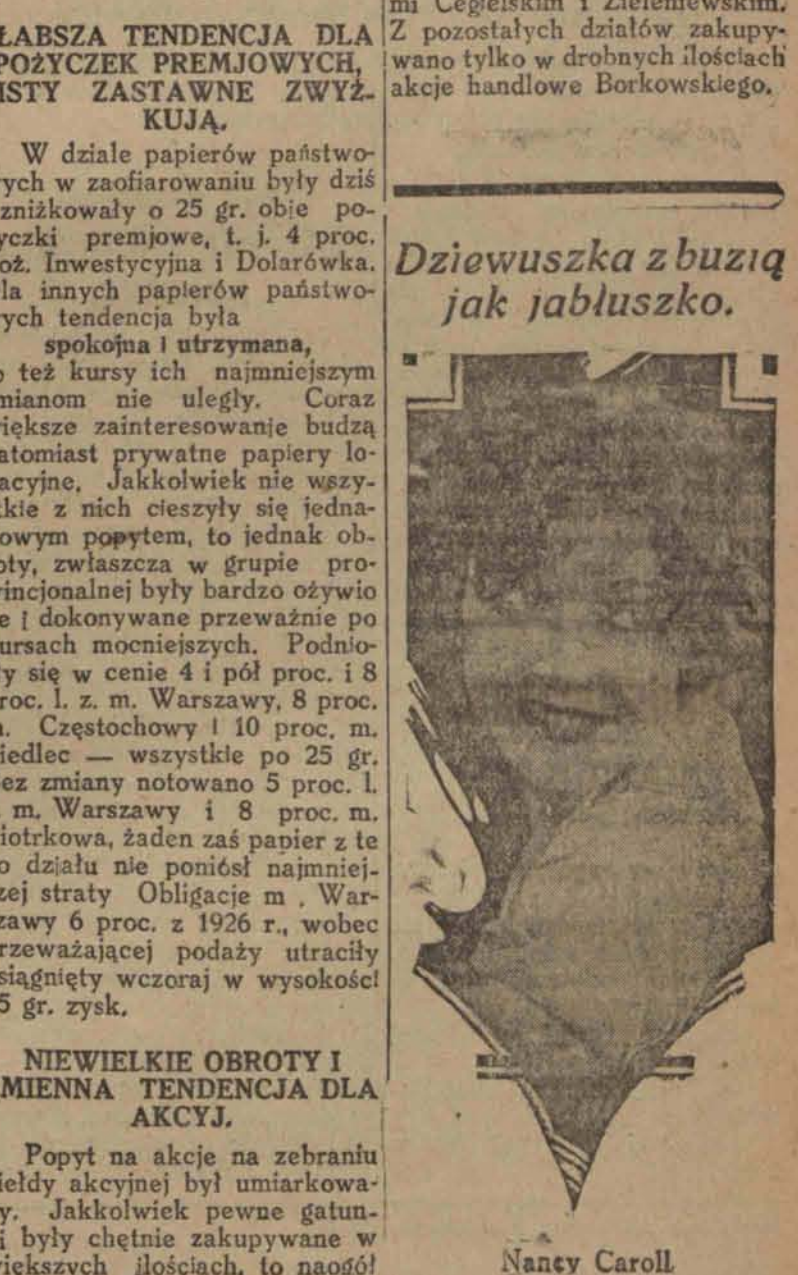 ŁABSZA TENDENCJA DLA
POŻYCZEK PREMJOWYCH,
ISTY ZASTAWNE ZWYŻ-
KUJĄ.
W dziale papierów państwo-
ych w zaofiarowaniu były dziś
zniżkowały o 25 gr. obie po-
yczki premjowe, t. j. 4 proc.
oż. Inwestycyjna i Dolarówka.
la innych papierów państwo-
ych tendencja była
spokojna i utrzymana,
o też kursy ich najmniejszym
mianom nie uległy. Coraz
iększe zainteresowanie budzą
atomiast prywatne papiery lo-
acyjne. Jakkolwiek nie wszy-
kie z nich cieszyły się jedna-
owym popytem, to jednak ob-
oty, zwłaszcza w grupie pro-
incjonalnej były bardzo ożywio
e i dokonywane przeważnie po
ursach mocniejszych. Podnio-
y się w cenie 4 i pół proc. i 8
roc. l. z. m. Warszawy, 8 proc.
. Częstochowy i 10 proc. m.
iedlec — wszystkie po 25 gr.
ez zmiany notowano 5 proc. l.
. m. Warszawy i 8 proc. m.
iotrkowa, żaden zaś papier z te
o działu nie poniósł najmniej-
zej straty Obligacje m . War-
zawy 6 proc. z 1926 r., wobec
rzeważającej podaży utraciły
siągnięty wczoraj w wysokości
5 gr. zysk.
NIEWIELKIE OBROTY I
MIENNA TENDENCJA DLA
AKCYJ.
Popyt na akcje na zebraniu
iełdy akcyjnej był umiarkowa-
y. Jakkolwiek pewne gatun-
i były chętnie zakupywane w
iększych ilościach, to naogół
mi Cegielskim i Zieleniewskim.
Z pozostałych działów zakupy-
wano tylko w drobnych ilościach
akcje handlowe Borkowskiego.
Dziewuszka z buzią
jak jabłuszko.
Nancy Caroll